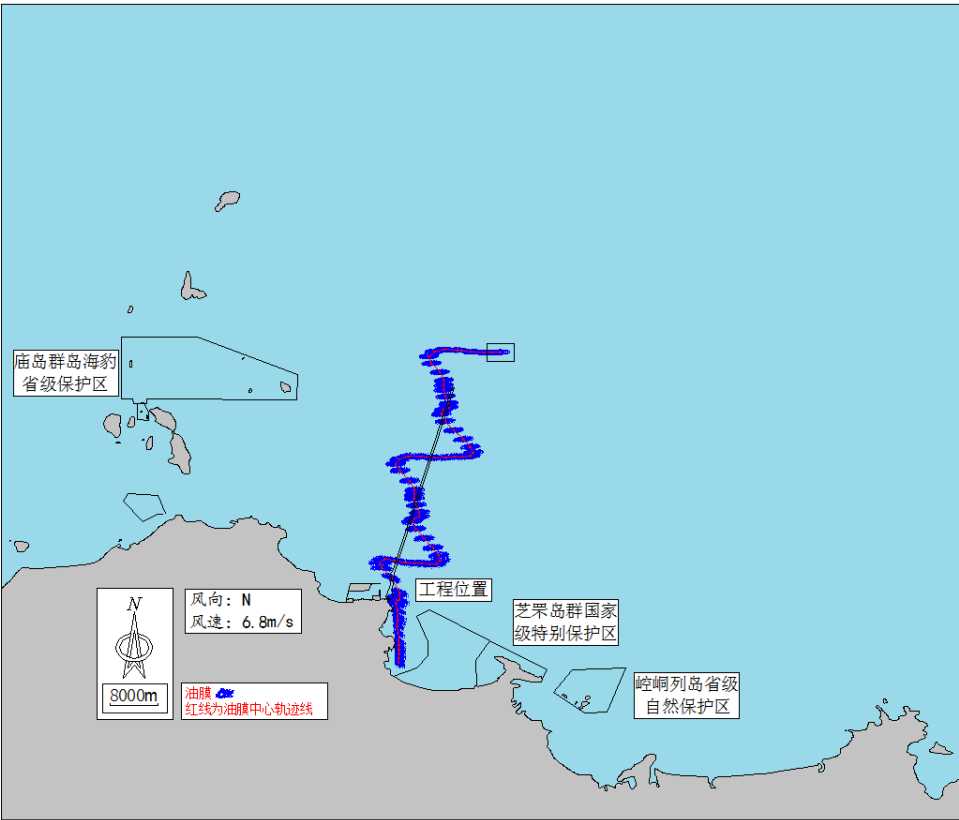 庙岛群岛海豹
省级保护区
工程位置
芝罘岛群国家
级特别保护区
崆峒列岛省级
自然保护区
N
8000m
风向: N
风速: 6.8m/s
油膜
红线为油膜中心轨迹线